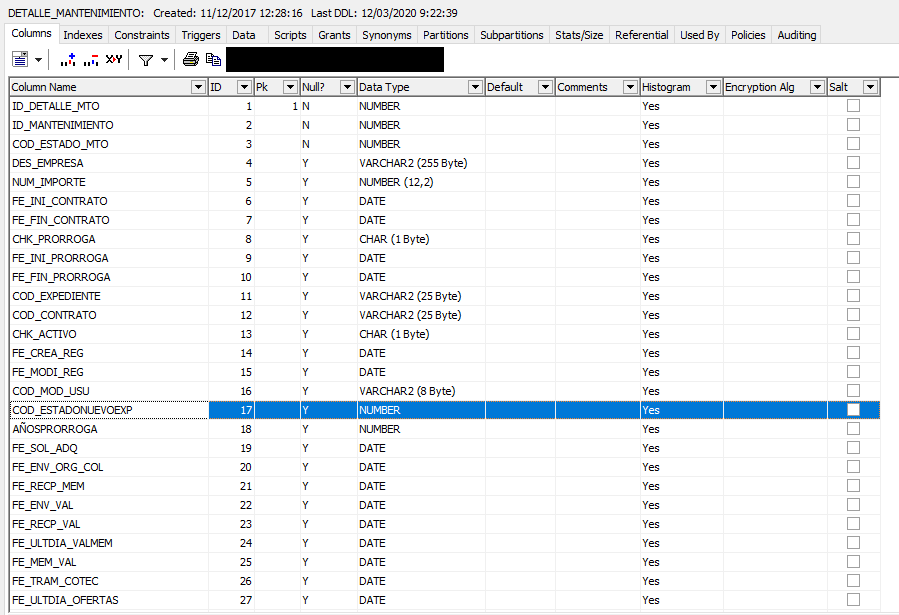 DETALLE_MANTENIMIENTO: Created: 11/12/2017 12:28:16 Last DDL: 12/03/2020 9:22:39
Columns Indexes Constraints Triggers Data Scripts Grants Synonyms Partitions Subpartitions Stats/Size Referential Used By Policies Auditing
Column Name ID Pk Null? Data Type Default Comments Histogram Encryption Alg Salt
ID_DETALLE_MTO 1 1 N NUMBER Yes
ID_MANTENIMIENTO 2 N NUMBER Yes
COD_ESTADO_MTO 3 N NUMBER Yes
DES_EMPRESA 4 Y VARCHAR2 (255 Byte) Yes
NUM_IMPORTE 5 Y NUMBER (12,2) Yes
FE_INI_CONTRATO 6 Y DATE Yes
FE_FIN_CONTRATO 7 Y DATE Yes
CHK_PRORROGA 8 Y CHAR (1 Byte) Yes
FE_INI_PRORROGA 9 Y DATE Yes
FE_FIN_PRORROGA 10 Y DATE Yes
COD_EXPEDIENTE 11 Y VARCHAR2 (25 Byte) Yes
COD_CONTRATO 12 Y VARCHAR2 (25 Byte) Yes
CHK_ACTIVO 13 Y CHAR (1 Byte) Yes
FE_CREA_REG 14 Y DATE Yes
FE_MODI_REG 15 Y DATE Yes
COD_MOD_USU 16 Y VARCHAR2 (8 Byte) Yes
COD_ESTADONUEVOEXP 17 Y NUMBER Yes
AÑOSPRORROGA 18 Y NUMBER Yes
FE_SOL_ADQ 19 Y DATE Yes
FE_ENV_ORG_COL 20 Y DATE Yes
FE_RECP_MEM 21 Y DATE Yes
FE_ENV_VAL 22 Y DATE Yes
FE_RECP_VAL 23 Y DATE Yes
FE_ULTDIA_VALMEM 24 Y DATE Yes
FE_MEM_VAL 25 Y DATE Yes
FE_TRAM_COTEC 26 Y DATE Yes
FE_ULTDIA_OFERTAS 27 Y DATE Yes